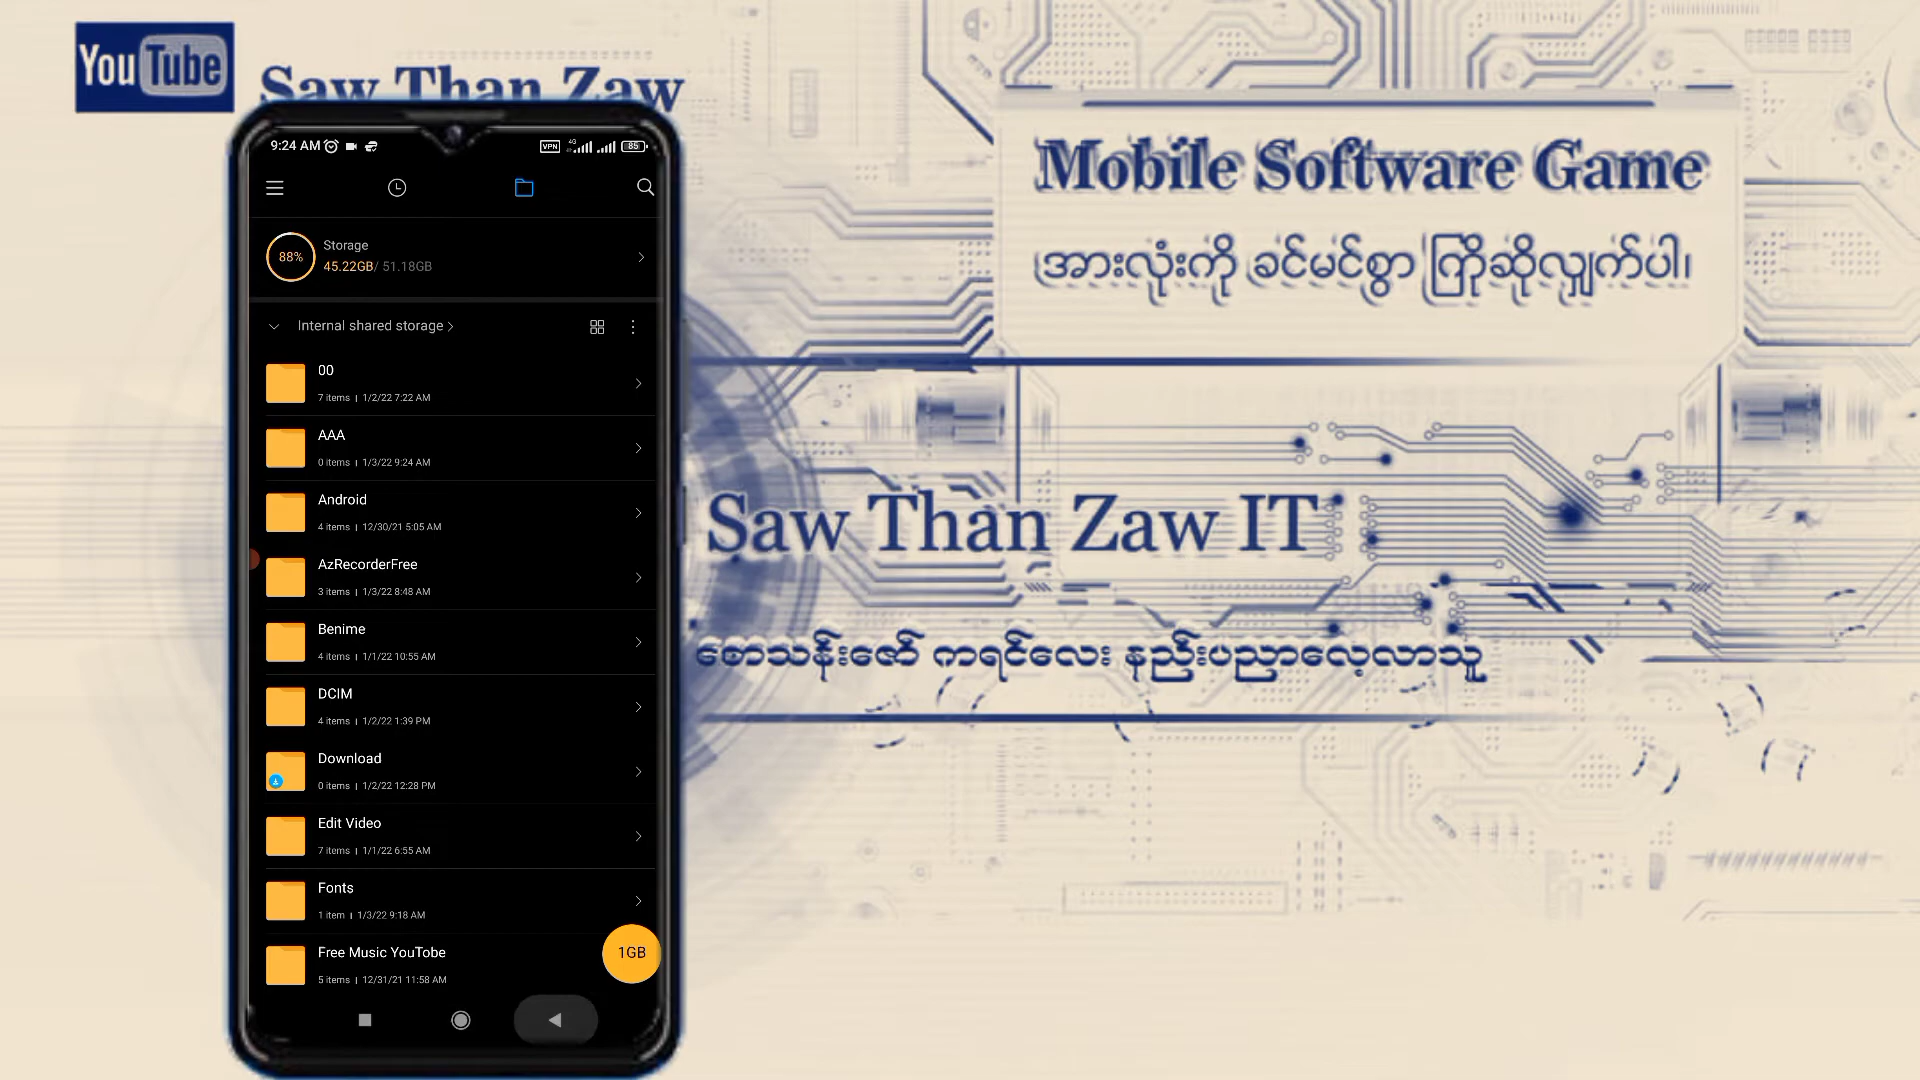 YouTube
Saw Than Zaw
9:24 AM
VPN
4G
85
88%
Storage
45.22GB/ 51.18GB
Internal shared storage
00
7 items | 1/2/22 7:22 AM
AAA
0 items | 1/3/22 9:24 AM
Android
4 items | 12/30/21 5:05 AM
AzRecorderFree
3 items | 1/3/22 8:48 AM
Benime
4 items | 1/1/22 10:55 AM
DCIM
4 items | 1/2/22 1:39 PM
Download
0 items | 1/2/22 12:28 PM
Edit Video
7 items | 1/1/22 6:55 AM
Fonts
1 item | 1/3/22 9:18 AM
Free Music YouTobe
5 items | 12/31/21 11:58 AM
1GB
Mobile Software Game
အားလုံးကို ခင်မင်စွာ ကြိုဆိုလျှက်ပါ၊
Saw Than Zaw IT
စောသန်းဇော် ကရင်လေး နည်းပညာလေ့လာသူ